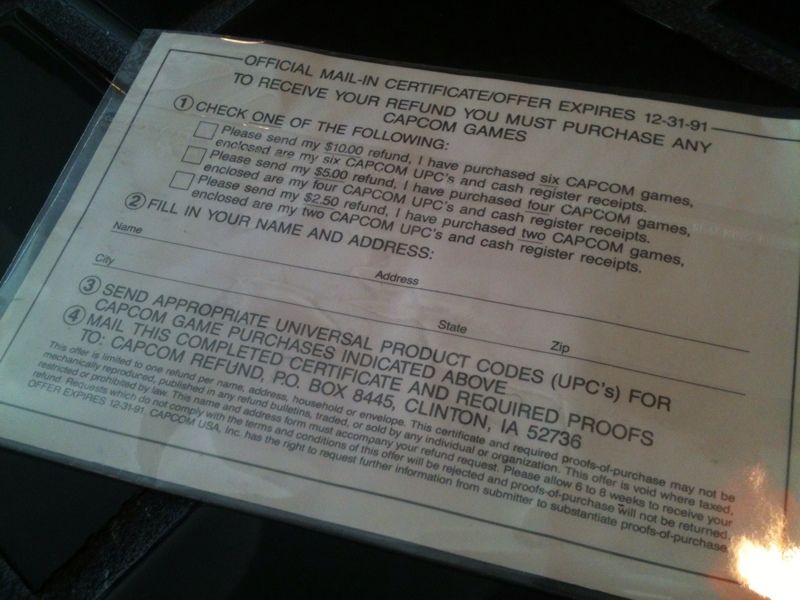 OFFICIAL MAIL-IN CERTIFICATE/OFFER EXPIRES 12-31-91
TO RECEIVE YOUR REFUND YOU MUST PURCHASE ANY
CAPCOM GAMES
① CHECK ONE OF THE FOLLOWING:
Please send my $10.00 refund, I have purchased six CAPCOM games,
enclosed are my six CAPCOM UPC's and cash register receipts.
Please send my $5.00 refund, I have purchased four CAPCOM games,
enclosed are my four CAPCOM UPC's and cash register receipts.
Please send my $2.50 refund, I have purchased two CAPCOM games,
enclosed are my two CAPCOM UPC's and cash register receipts.
② FILL IN YOUR NAME AND ADDRESS:
Name Address
City State Zip
③ SEND APPROPRIATE UNIVERSAL PRODUCT CODES (UPC's) FOR
CAPCOM GAME PURCHASES INDICATED ABOVE
④ MAIL THIS COMPLETED CERTIFICATE AND REQUIRED PROOFS
TO: CAPCOM REFUND, P.O. BOX 8445, CLINTON, IA 52736
This offer is limited to one refund per name, address, household or envelope. This certificate and required proofs-of-purchase may not be
mechanically reproduced, published in any refund bulletins, traded, or sold by any individual or organization. This offer is void where taxed,
restricted or prohibited by law. This name and address form must accompany your refund request. Please allow 6 to 8 weeks to receive your
refund. Requests which do not comply with the terms and conditions of this offer will be rejected and proofs-of-purchase will not be returned.
OFFER EXPIRES 12-31-91. CAPCOM USA, Inc. has the right to request further information from submitter to substantiate proofs-of-purchase.